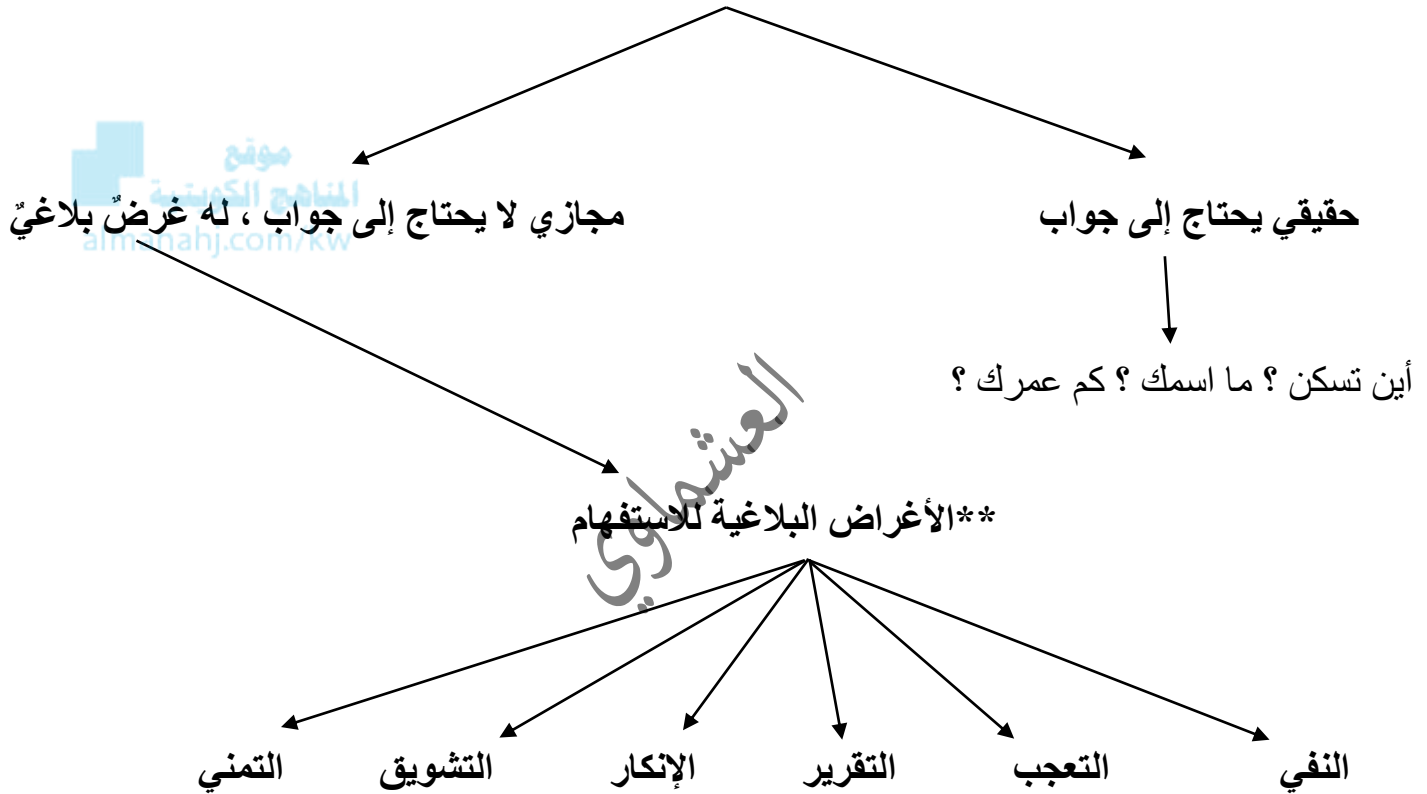 موقع
المناهج الكويتية
almanahj.com/kw
حقيقي يحتاج إلى جواب
مجازي لا يحتاج إلى جواب ، له غرضٌ بلاغيٌ
أين تسكن ؟ ما اسمك ؟ كم عمرك ؟
العشماوي
**الأغراض البلاغية للاستفهام
النفي التعجب التقرير الإنكار التشويق التمني